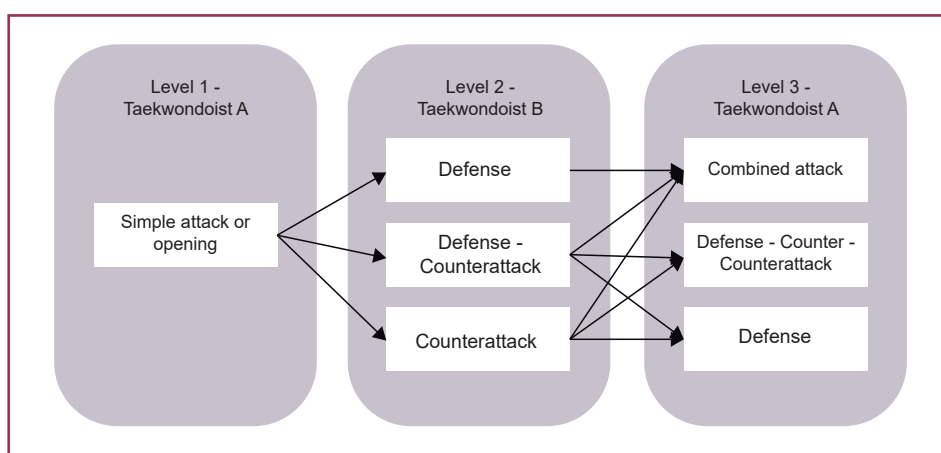 Level 1 -
Taekwondoist A
Simple attack or
opening
Level 2 -
Taekwondoist B
Defense
Defense -
Counterattack
Counterattack
Level 3 -
Taekwondoist A
Combined attack
Defense - Counter -
Counterattack
Defense